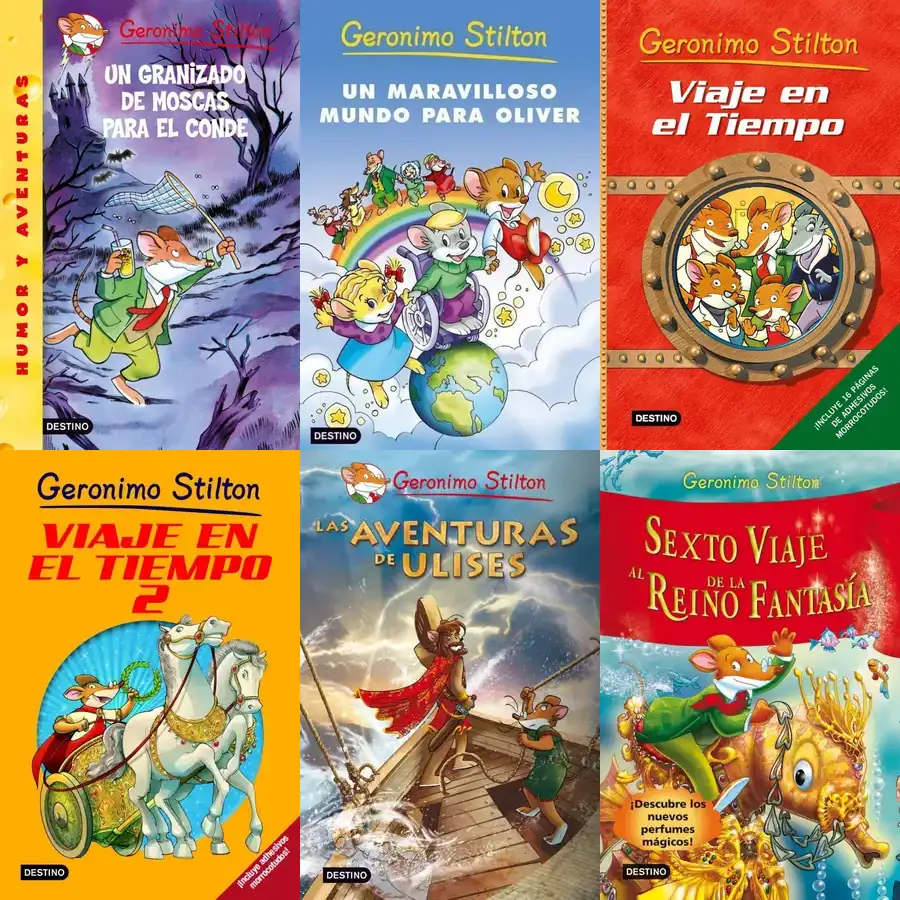 HUMOR Y AVENTURAS
Geronimo Stilton
UN GRANIZADO
DE MOSCAS
PARA EL CONDE
DESTINO
Geronimo Stilton
UN MARAVILLOSO
MUNDO PARA OLIVER
DESTINO
Geronimo Stilton
Viaje en
el Tiempo
DESTINO
¡INCLUYE 16 PÁGINAS
DE ADHESIVOS
MORROCOTUDOS!
Geronimo Stilton
VIAJE EN
EL TIEMPO
2
DESTINO
¡Incluye adhesivos
morrocotudos!
Geronimo Stilton
LAS AVENTURAS
DE ULISES
DESTINO
Geronimo Stilton
SEXTO VIAJE
AL REINO DE LA FANTASÍA
¡Descubre los
nuevos
perfumes
mágicos!
DESTINO